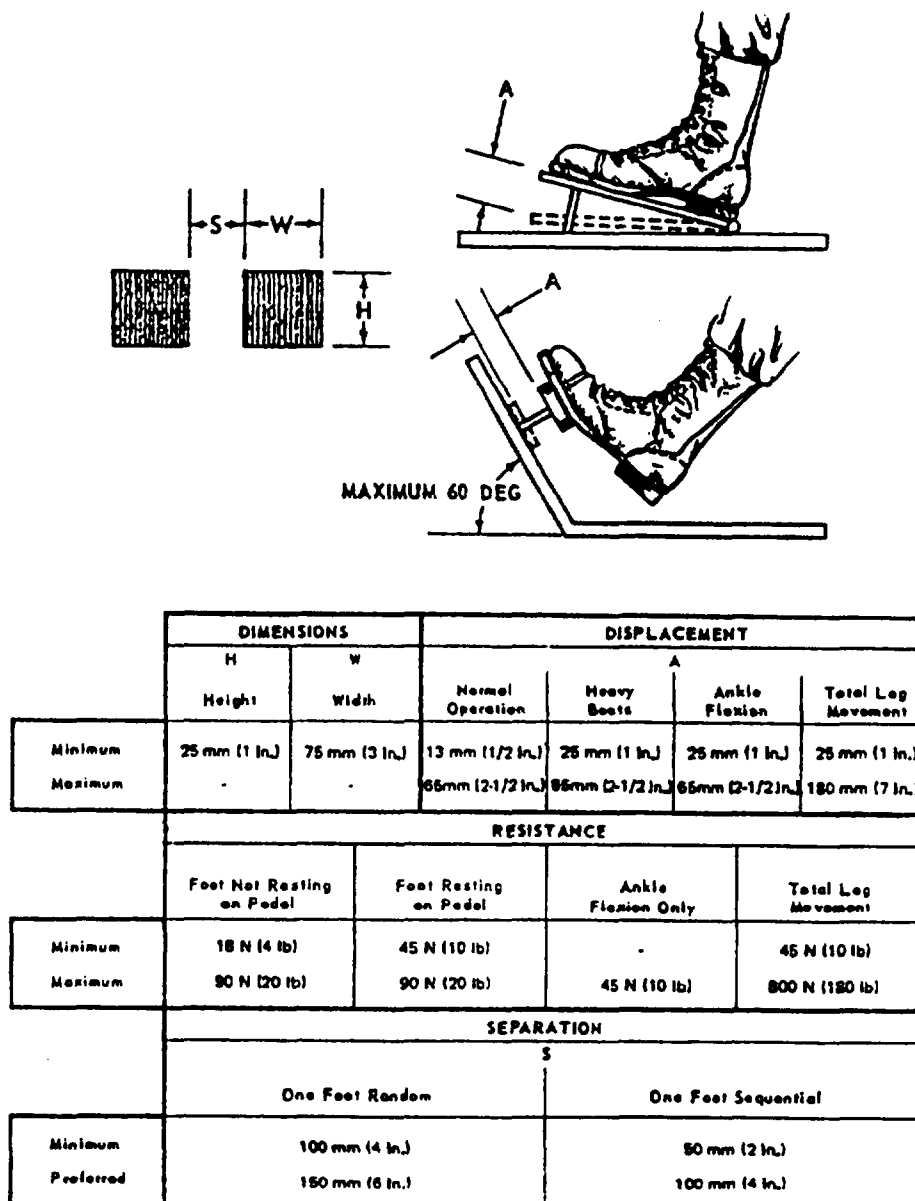 A
S W
H
A
MAXIMUM 60 DEG
DIMENSIONS DISPLACEMENT
H W A
Height Width Normal Operation Heavy Boots Ankle Flexion Total Leg Movement
Minimum 25 mm (1 in.) 75 mm (3 in.) 13 mm (1/2 in.) 25 mm (1 in.) 25 mm (1 in.) 25 mm (1 in.)
Maximum - - 65mm (2-1/2 in.) 65mm (2-1/2 in.) 65mm (2-1/2 in.) 180 mm (7 in.)
RESISTANCE
Foot Not Resting on Pedal Foot Resting on Pedal Ankle Flexion Only Total Leg Movement
Minimum 18 N (4 lb) 45 N (10 lb) - 45 N (10 lb)
Maximum 90 N (20 lb) 90 N (20 lb) 45 N (10 lb) 800 N (180 lb)
SEPARATION
S
One Foot Random One Foot Sequential
Minimum 100 mm (4 in.) 50 mm (2 in.)
Preferred 150 mm (6 in.) 100 mm (4 in.)